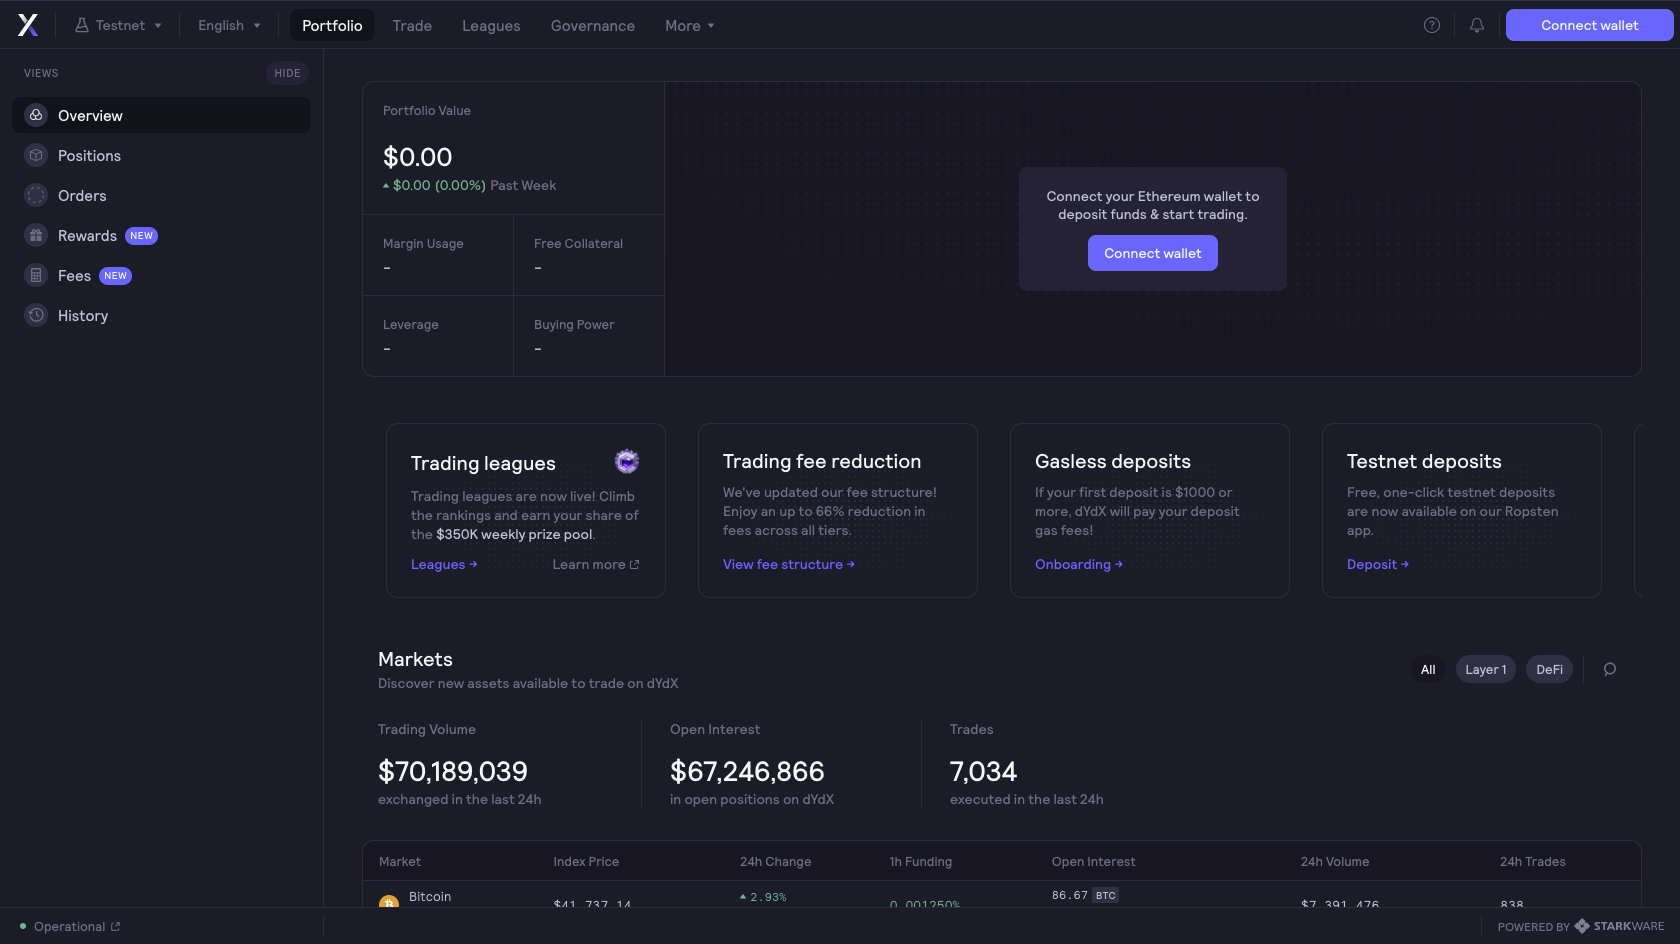 Testnet
English
Portfolio
Trade
Leagues
Governance
More
Connect wallet
VIEWS
HIDE
Overview
Positions
Orders
Rewards NEW
Fees NEW
History
Portfolio Value
$0.00
$0.00 (0.00%) Past Week
Margin Usage
-
Free Collateral
-
Leverage
-
Buying Power
-
Connect your Ethereum wallet to
deposit funds & start trading.
Connect wallet
Trading leagues
Trading leagues are now live! Climb
the rankings and earn your share of
the $350K weekly prize pool.
Leagues →
Learn more
Trading fee reduction
We've updated our fee structure!
Enjoy an up to 66% reduction in
fees across all tiers.
View fee structure →
Gasless deposits
If your first deposit is $1000 or
more, dYdX will pay your deposit
gas fees!
Onboarding →
Testnet deposits
Free, one-click testnet deposits
are now available on our Ropsten
app.
Deposit →
Markets
Discover new assets available to trade on dYdX
All
Layer 1
DeFi
Trading Volume
$70,189,039
exchanged in the last 24h
Open Interest
$67,246,866
in open positions on dYdX
Trades
7,034
executed in the last 24h
Market
Index Price
24h Change
1h Funding
Open Interest
24h Volume
24h Trades
Bitcoin
$41,737.14
2.93%
0.001250%
86.67 BTC
$7,391,476
838
Operational
POWERED BY STARKWARE